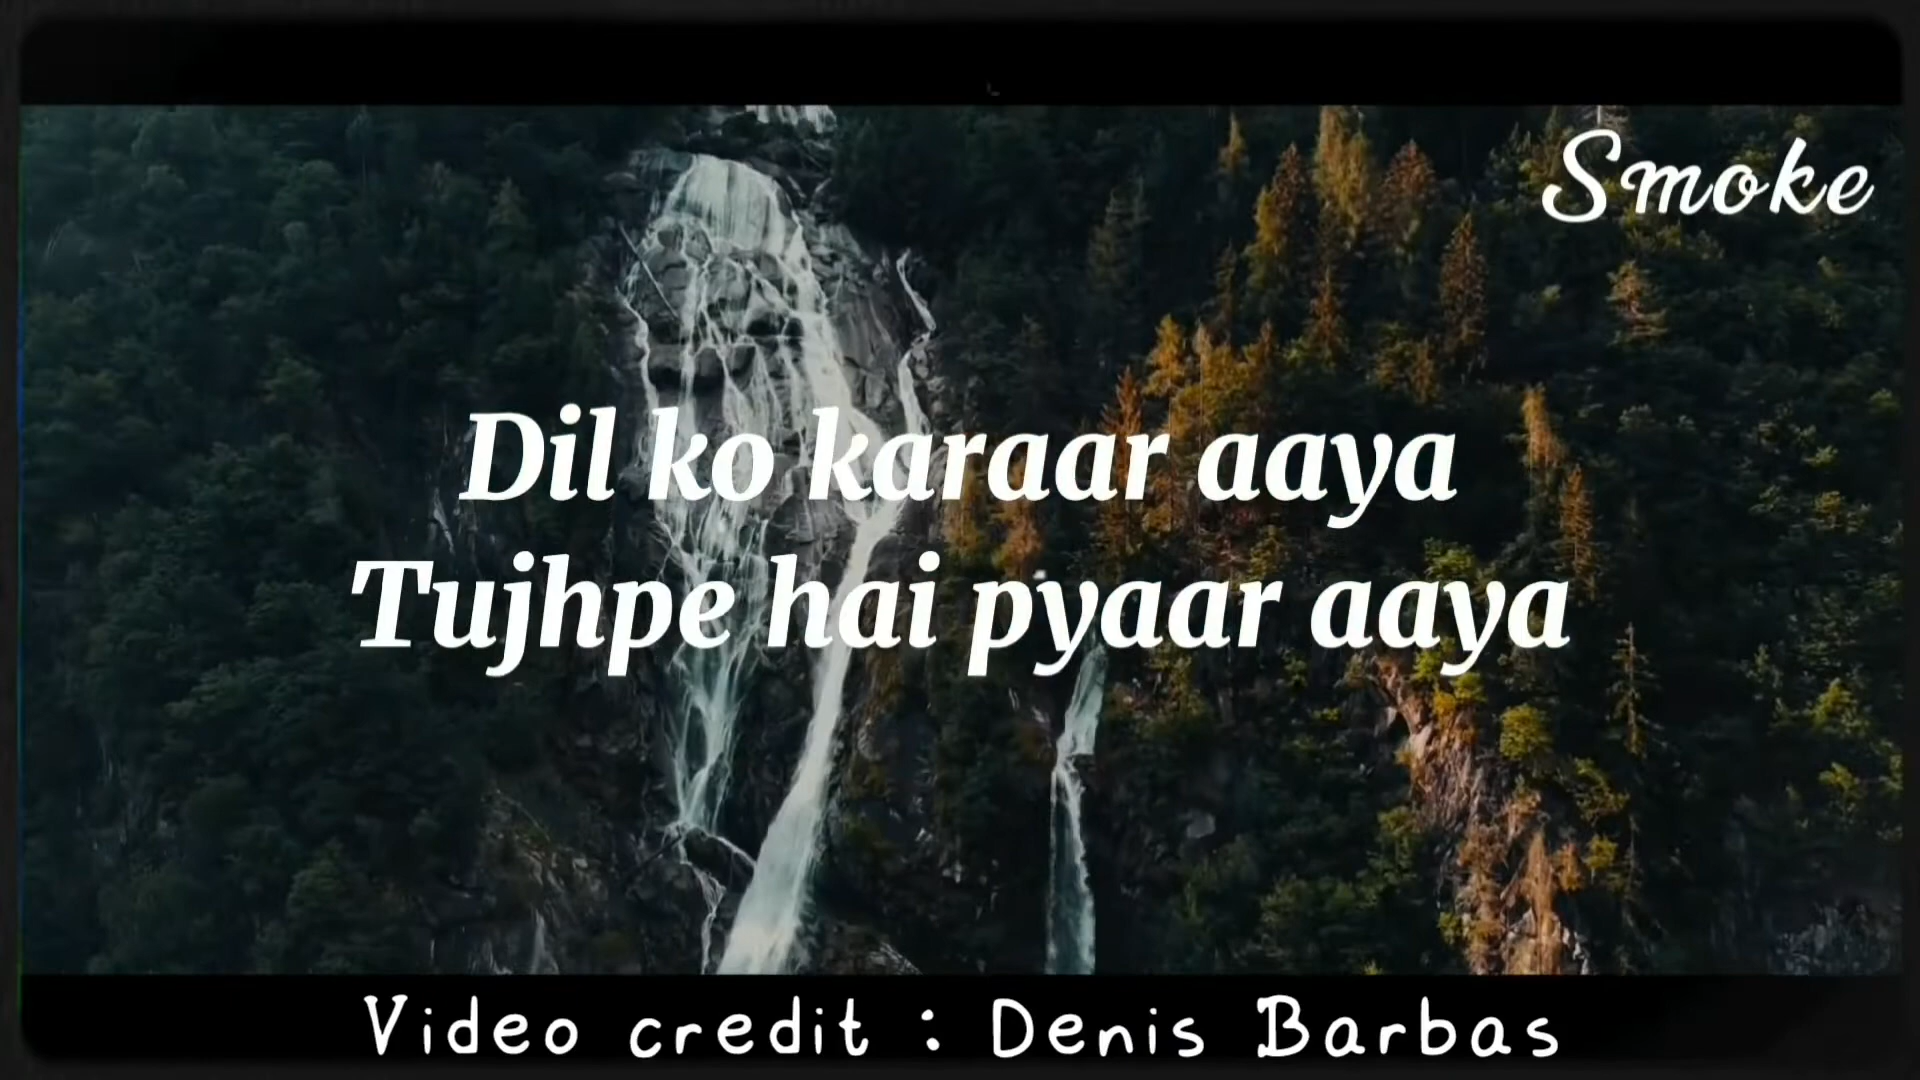 Smoke
Dil ko karaar aaya
Tujhpe hai pyaar aaya
Video credit : Denis Barbas